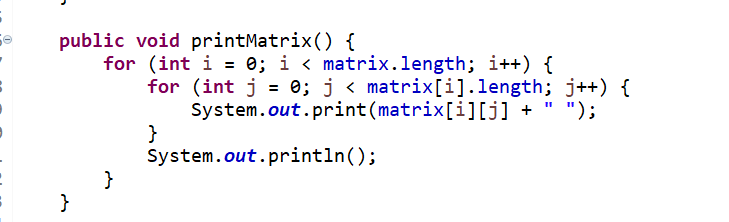 public void printMatrix() {
for (int i = 0; i < matrix.length; i++) {
for (int j = 0; j < matrix[i].length; j++) {
System.out.print(matrix[i][j] + " ");
}
System.out.println();
}
}